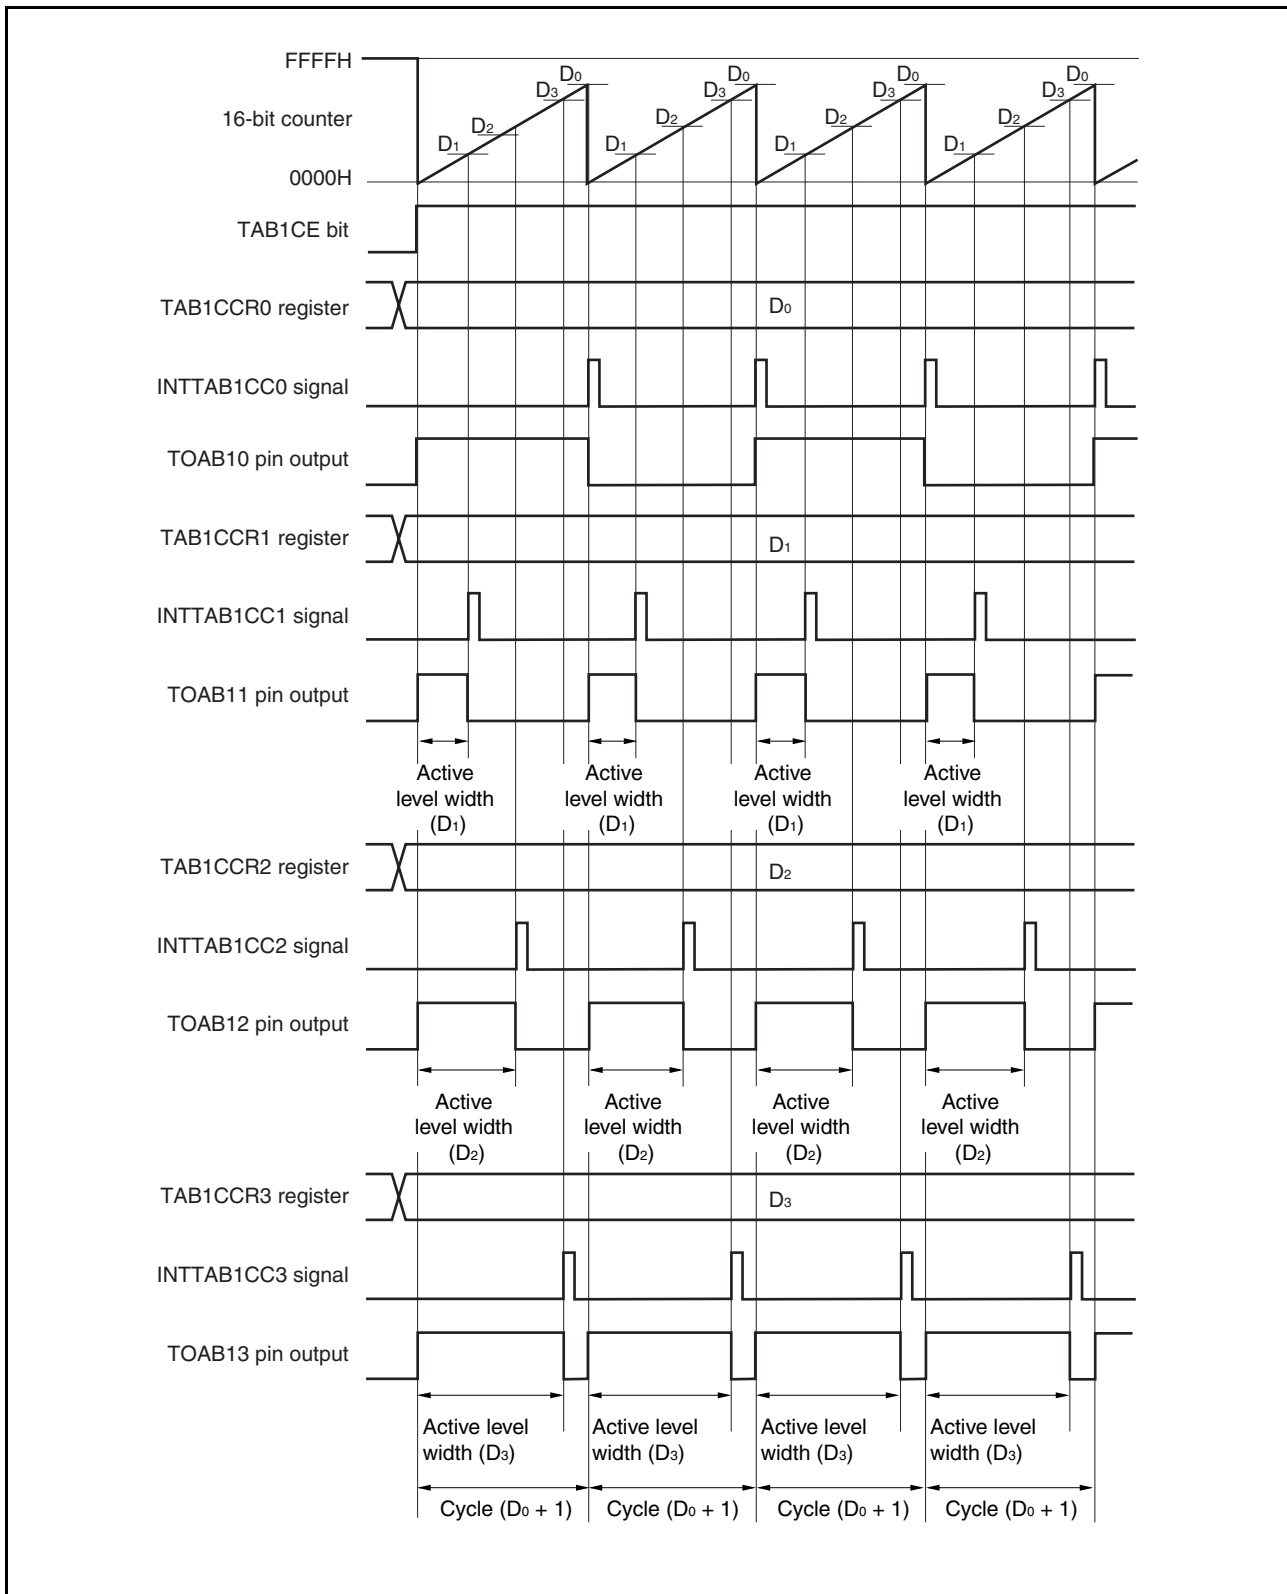 FFFFH
16-bit counter
0000H
D1 D2 D3 D0 D1 D2 D3 D0 D1 D2 D3 D0 D1 D2 D3 D0
TAB1CE bit
TAB1CCR0 register D0
INTTAB1CC0 signal
TOAB10 pin output
TAB1CCR1 register D1
INTTAB1CC1 signal
TOAB11 pin output
Active Active Active Active
level width level width level width level width
(D1) (D1) (D1) (D1)
TAB1CCR2 register D2
INTTAB1CC2 signal
TOAB12 pin output
Active Active Active Active
level width level width level width level width
(D2) (D2) (D2) (D2)
TAB1CCR3 register D3
INTTAB1CC3 signal
TOAB13 pin output
Active level Active level Active level Active level
width (D3) width (D3) width (D3) width (D3)
Cycle (D0 + 1) Cycle (D0 + 1) Cycle (D0 + 1) Cycle (D0 + 1)